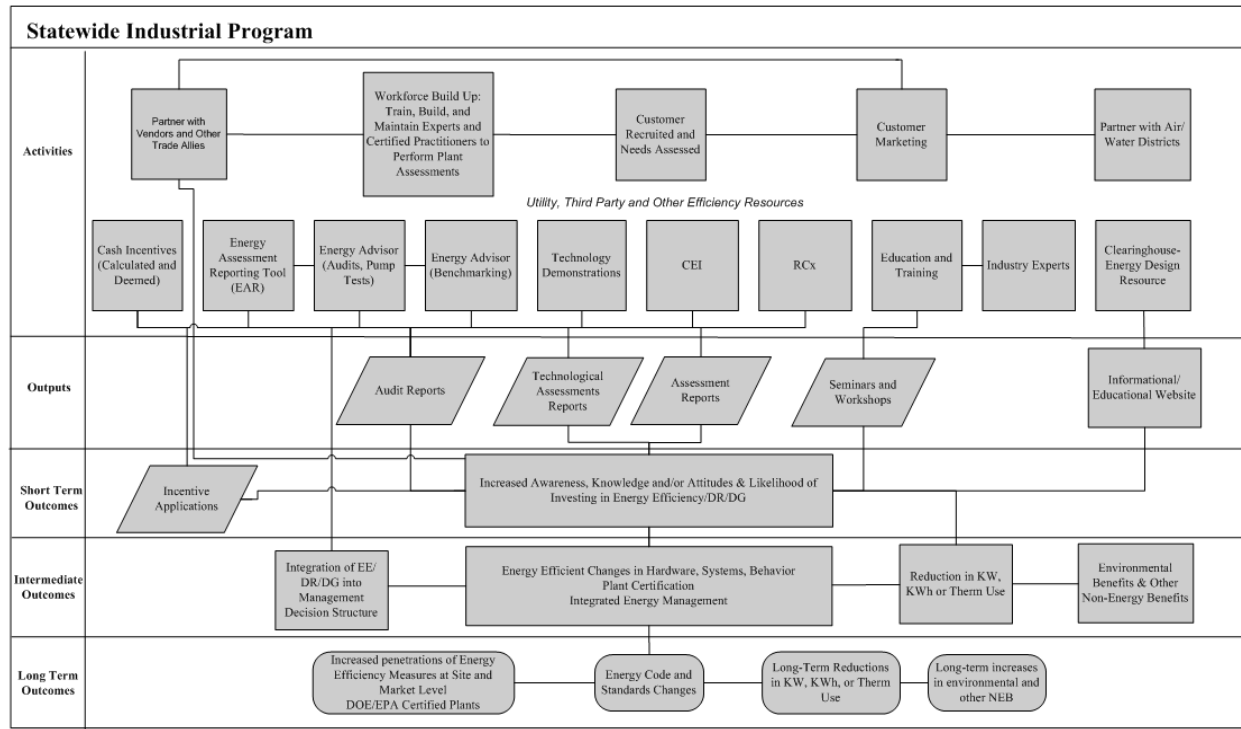 Statewide Industrial Program
Activities
Partner with
Vendors and Other
Trade Allies
Workforce Build Up:
Train, Build, and
Maintain Experts and
Certified Practitioners to
Perform Plant
Assessments
Customer
Recruited and
Needs Assessed
Customer
Marketing
Partner with Air/
Water Districts
Utility, Third Party and Other Efficiency Resources
Cash Incentives
(Calculated and
Deemed)
Energy
Assessment
Reporting Tool
(EAR)
Energy Advisor
(Audits, Pump
Tests)
Energy Advisor
(Benchmarking)
Technology
Demonstrations
CEI
RCx
Education and
Training
Industry Experts
Clearinghouse-
Energy Design
Resource
Outputs
Audit Reports
Technological
Assessments
Reports
Assessment
Reports
Seminars and
Workshops
Informational/
Educational Website
Short Term
Outcomes
Incentive
Applications
Increased Awareness, Knowledge and/or Attitudes & Likelihood of
Investing in Energy Efficiency/DR/DG
Intermediate
Outcomes
Integration of EE/
DR/DG into
Management
Decision Structure
Energy Efficient Changes in Hardware, Systems, Behavior
Plant Certification
Integrated Energy Management
Reduction in KW,
KWh or Therm Use
Environmental
Benefits & Other
Non-Energy Benefits
Long Term
Outcomes
Increased penetrations of Energy
Efficiency Measures at Site and
Market Level
DOE/EPA Certified Plants
Energy Code and
Standards Changes
Long-Term Reductions
in KW, KWh, or Therm
Use
Long-term increases
in environmental and
other NEB